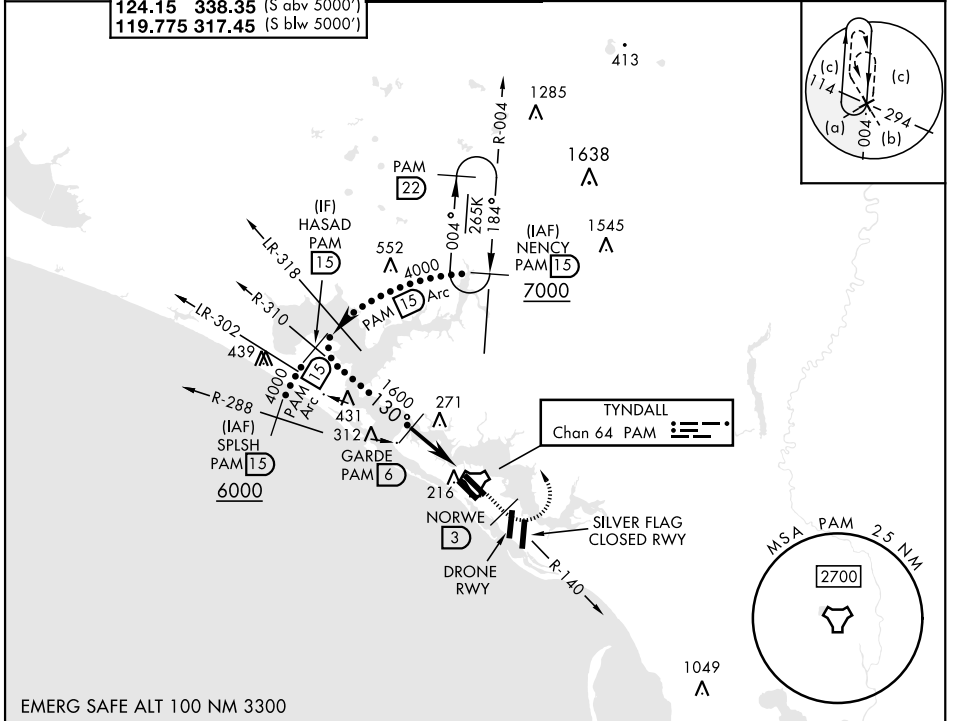 124.15 338.35 (S abv 5000')
119.775 317.45 (S blw 5000')
413
1285
R-004
1638
PAM
22
004°
265K
184°
1545
(IF)
HASAD
PAM
15
LR-318
552
4000
PAM 15 Arc
(IAF)
NENCY
PAM 15
7000
R-310
LR-302
439
4000
PAM 15 Arc
R-288
(IAF)
SPLSH
PAM 15
6000
431
1600
130°
271
312
GARDE
PAM 6
216
TYNDALL
Chan 64 PAM
NORWE
3
SILVER FLAG
CLOSED RWY
DRONE
RWY
R-140
(c)
(c)
114
294
(a)
(b)
004
MSA PAM 25 NM
2700
1049
EMERG SAFE ALT 100 NM 3300